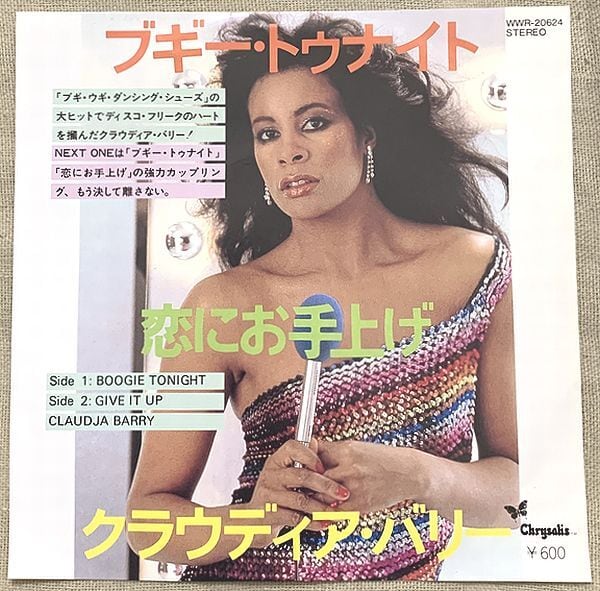 ブギー・トゥナイト
WWR-20624
STEREO
「ブギ・ウギ・ダンシング・シューズ」の
大ヒットでディスコ・フリークのハート
を摑んだクラウディア・バリー!
NEXT ONEは「ブギー・トゥナイト」
「恋にお手上げ」の強力カップリン
グ、もう決して離さない。
恋にお手上げ
Side 1: BOOGIE TONIGHT
Side 2: GIVE IT UP
CLAUDJA BARRY
クラウディア・バリー
Chrysalis
¥600